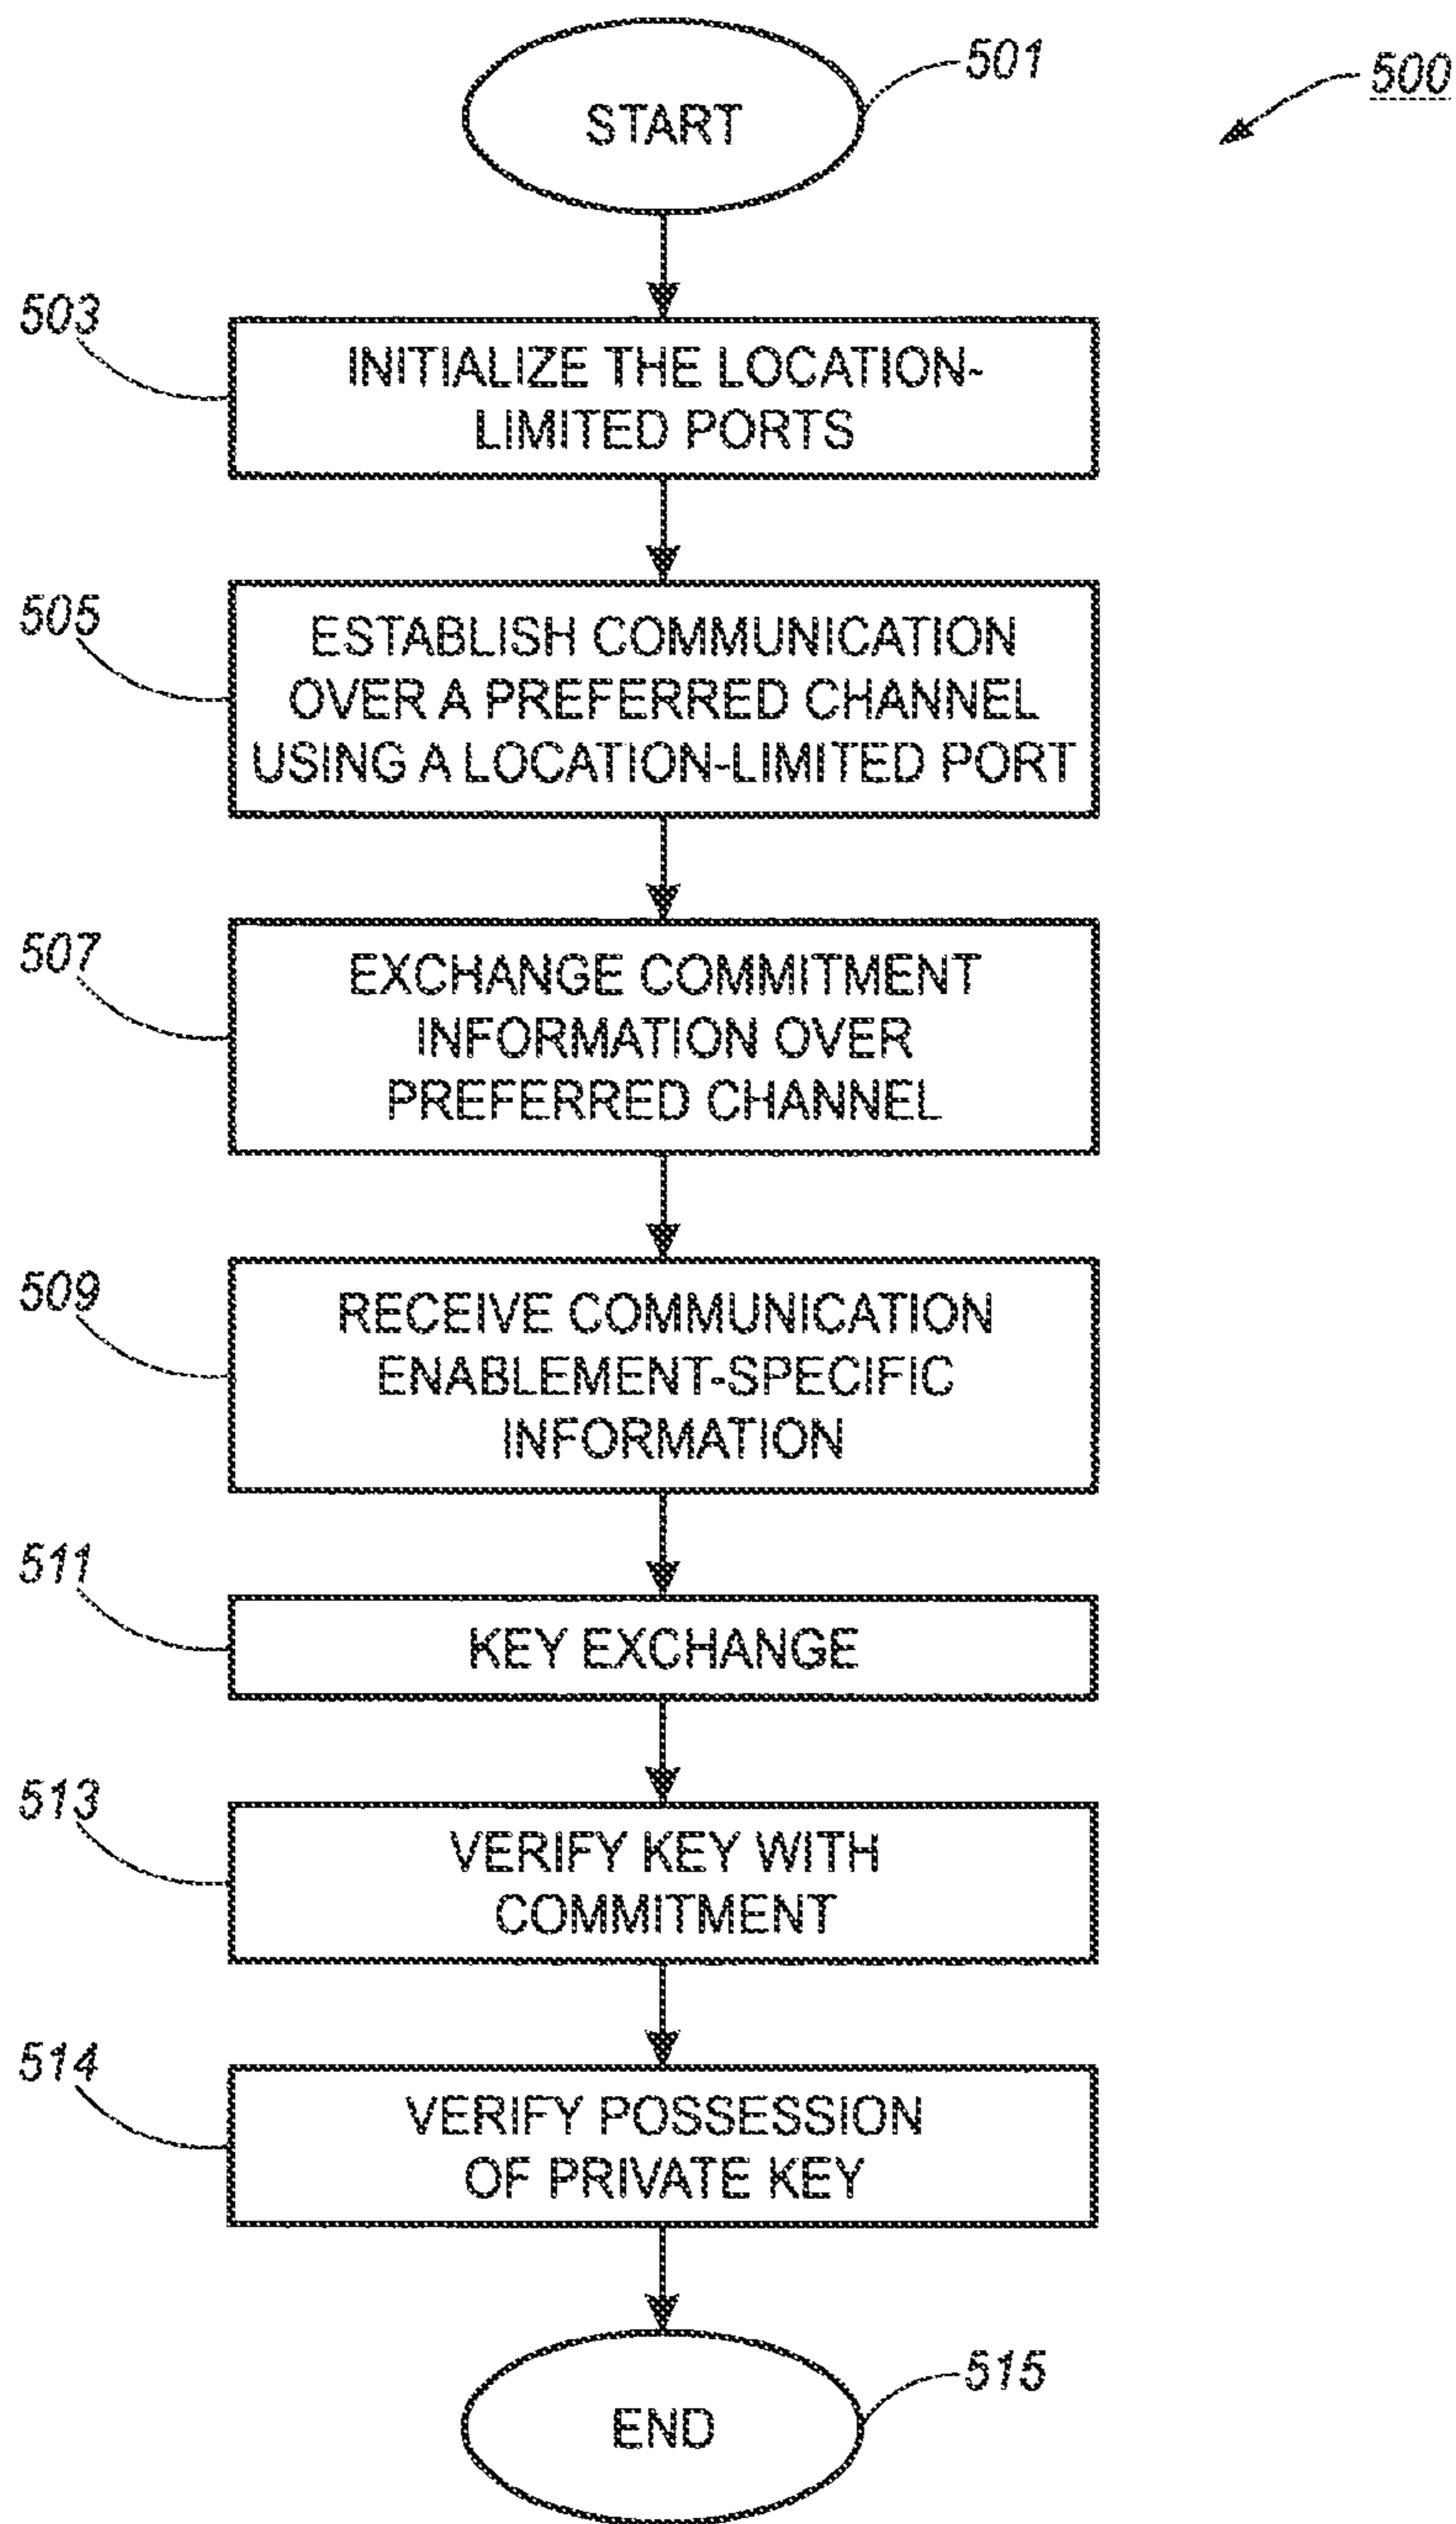 501
500
START
503
INITIALIZE THE LOCATION-
LIMITED PORTS
505
ESTABLISH COMMUNICATION
OVER A PREFERRED CHANNEL
USING A LOCATION-LIMITED PORT
507
EXCHANGE COMMITMENT
INFORMATION OVER
PREFERRED CHANNEL
509
RECEIVE COMMUNICATION
ENABLEMENT-SPECIFIC
INFORMATION
511
KEY EXCHANGE
513
VERIFY KEY WITH
COMMITMENT
514
VERIFY POSSESSION
OF PRIVATE KEY
515
END